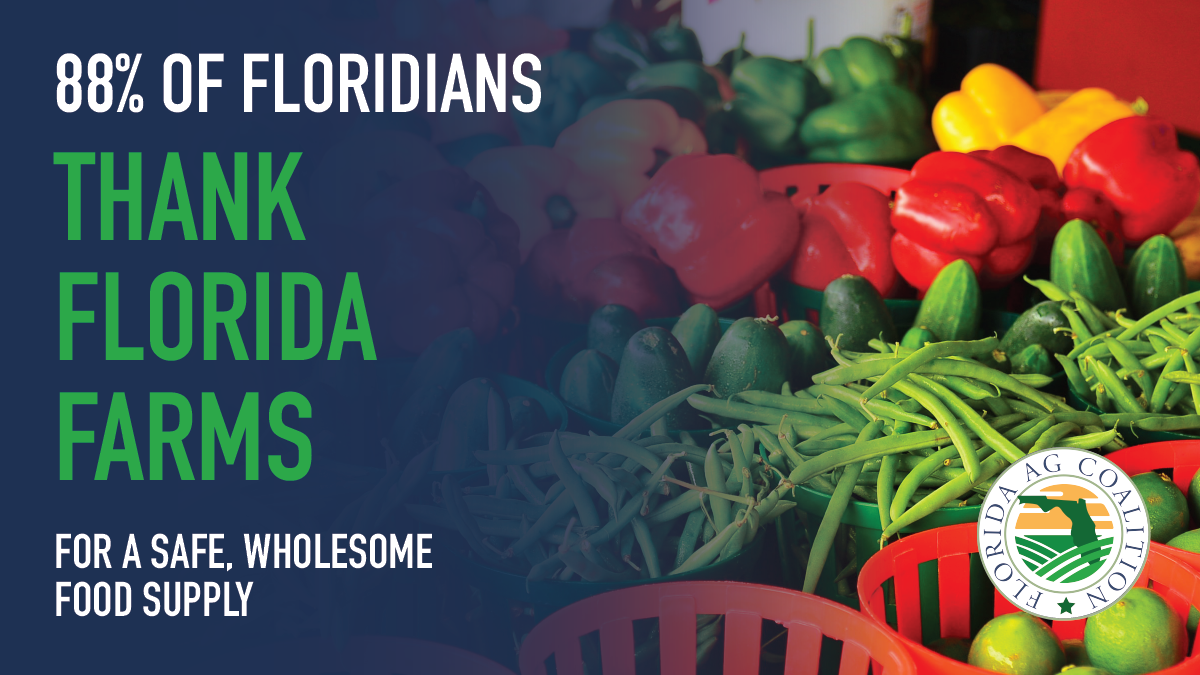 88% OF FLORIDIANS
THANK
FLORIDA
FARMS
FOR A SAFE, WHOLESOME
FOOD SUPPLY
FLORIDA AG COALITION